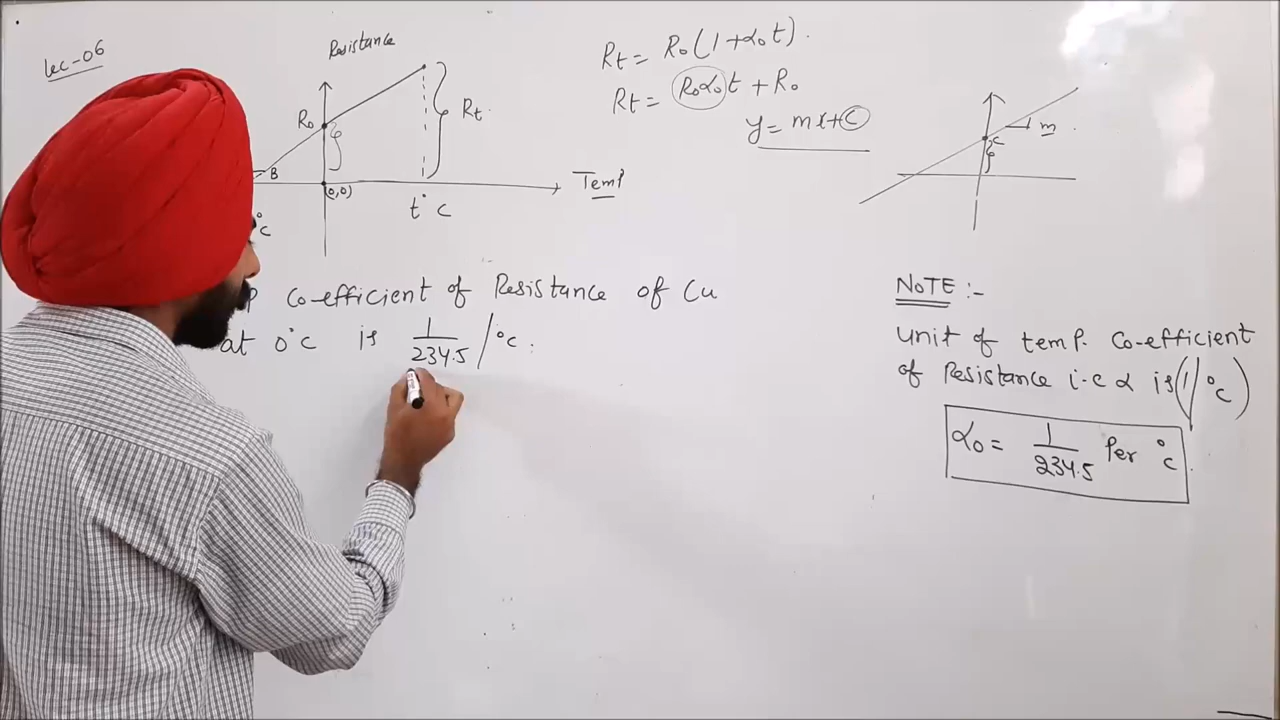 Lec-06
Resistance
R₀
Rt
B
(0,0)
Temp
t°C
°C
Rt = R₀(1+α₀t).
Rt = R₀α₀t + R₀
y = mx+C
m
C
Co-efficient of Resistance of Cu
at 0°C is 1/234.5 /°C.
NOTE :-
Unit of temp. Co-efficient
of Resistance i.e α is (1/°C)
α₀ = 1/234.5 Per °C